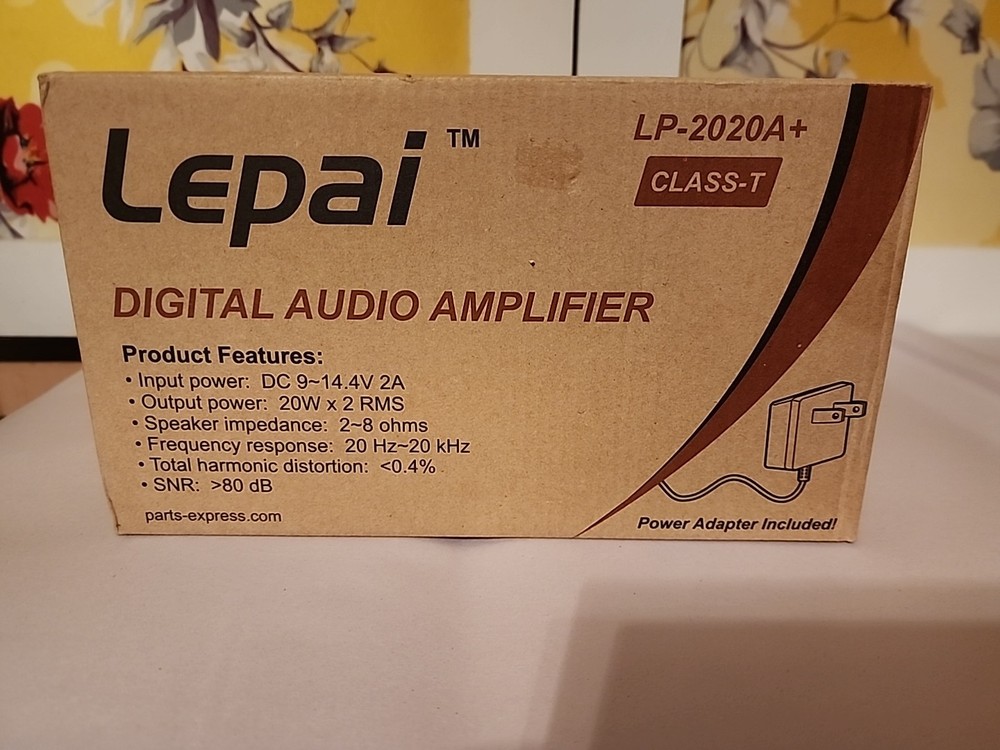 Lepai™
LP-2020A+
CLASS-T
DIGITAL AUDIO AMPLIFIER
Product Features:
• Input power: DC 9~14.4V 2A
• Output power: 20W x 2 RMS
• Speaker impedance: 2~8 ohms
• Frequency response: 20 Hz~20 kHz
• Total harmonic distortion: <0.4%
• SNR: >80 dB
parts-express.com
Power Adapter Included!